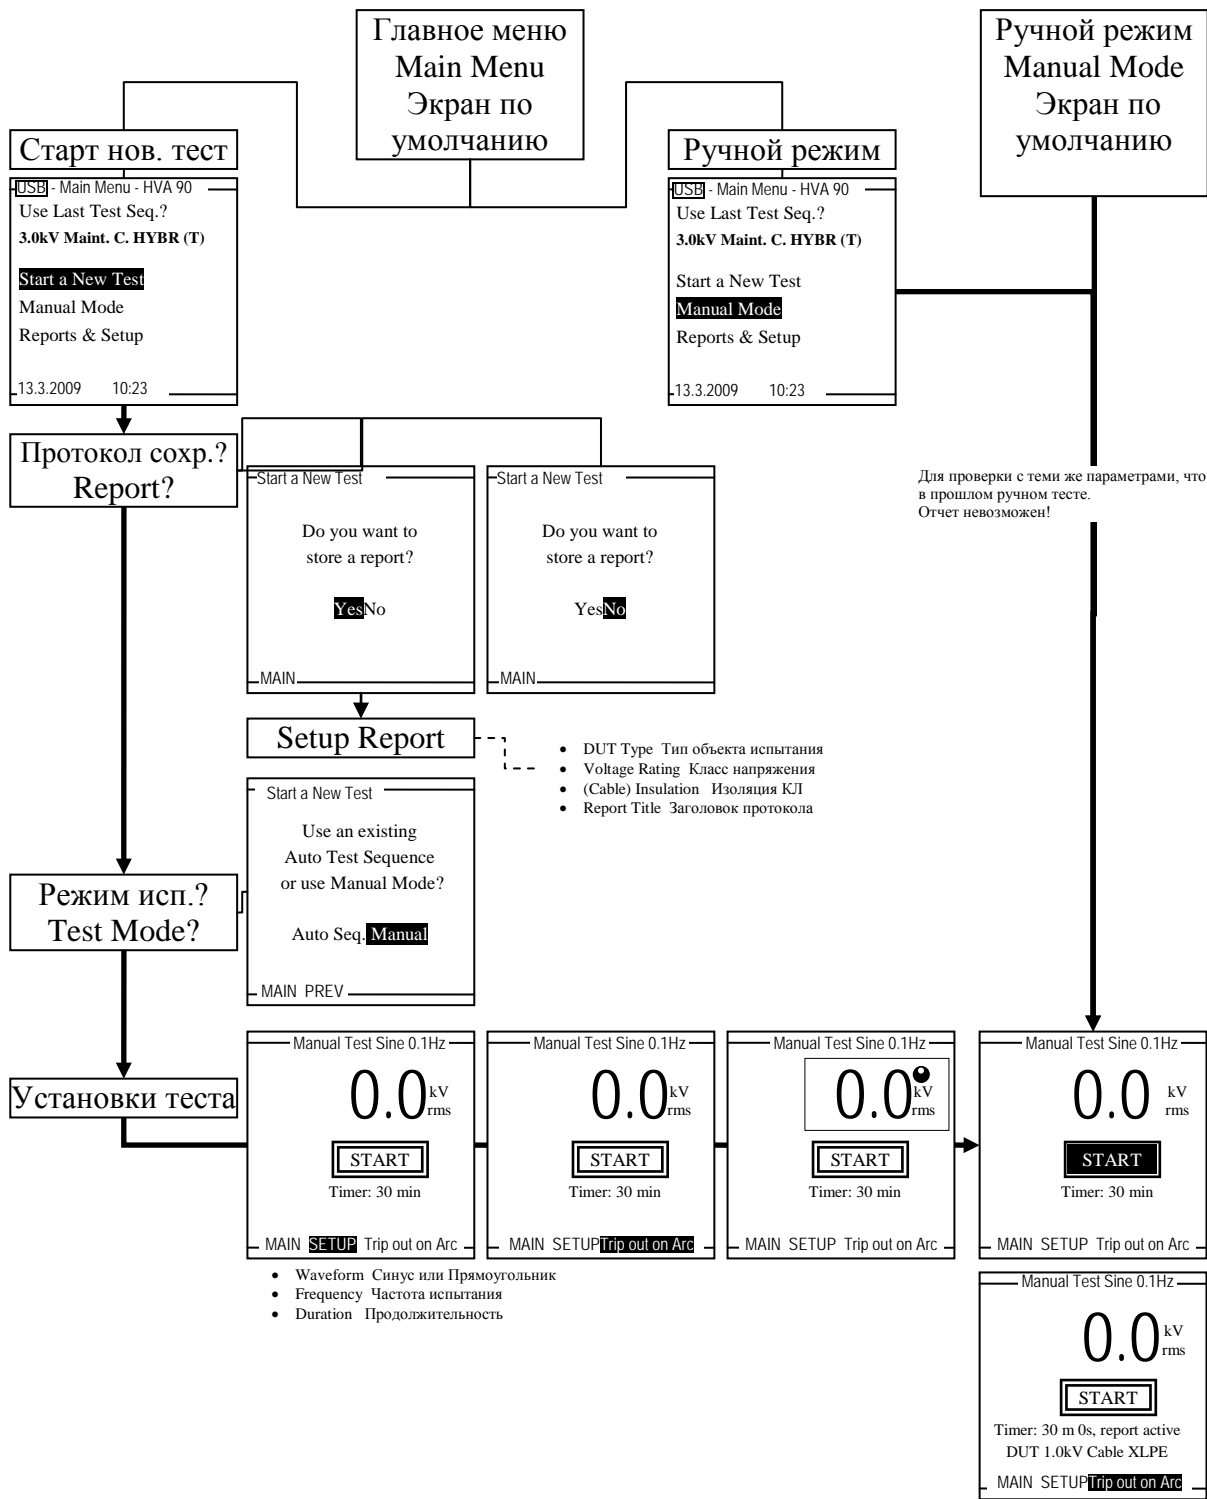 Главное меню
Main Menu
Экран по
умолчанию
Ручной режим
Manual Mode
Экран по
умолчанию
Старт нов. тест
USB - Main Menu - HVA 90
Use Last Test Seq.?
3.0kV Maint. C. HYBR (T)
Start a New Test
Manual Mode
Reports & Setup
13.3.2009 10:23
Ручной режим
USB - Main Menu - HVA 90
Use Last Test Seq.?
3.0kV Maint. C. HYBR (T)
Start a New Test
Manual Mode
Reports & Setup
13.3.2009 10:23
Протокол сохр.?
Report?
Start a New Test
Do you want to
store a report?
YesNo
MAIN
Start a New Test
Do you want to
store a report?
YesNo
MAIN
Для проверки с теми же параметрами, что
в прошлом ручном тесте.
Отчет невозможен!
Setup Report
• DUT Type Тип объекта испытания
• Voltage Rating Класс напряжения
• (Cable) Insulation Изоляция КЛ
• Report Title Заголовок протокола
Режим исп.?
Test Mode?
Start a New Test
Use an existing
Auto Test Sequence
or use Manual Mode?
Auto Seq. Manual
MAIN PREV
Установки теста
Manual Test Sine 0.1Hz
0.0 kV
rms
START
Timer: 30 min
MAIN SETUP Trip out on Arc
Manual Test Sine 0.1Hz
0.0 kV
rms
START
Timer: 30 min
MAIN SETUP Trip out on Arc
Manual Test Sine 0.1Hz
0.0 kV
rms
START
Timer: 30 min
MAIN SETUP Trip out on Arc
Manual Test Sine 0.1Hz
0.0 kV
rms
START
Timer: 30 min
MAIN SETUP Trip out on Arc
• Waveform Синус или Прямоугольник
• Frequency Частота испытания
• Duration Продолжительность
Manual Test Sine 0.1Hz
0.0 kV
rms
START
Timer: 30 m 0s, report active
DUT 1.0kV Cable XLPE
MAIN SETUP Trip out on Arc